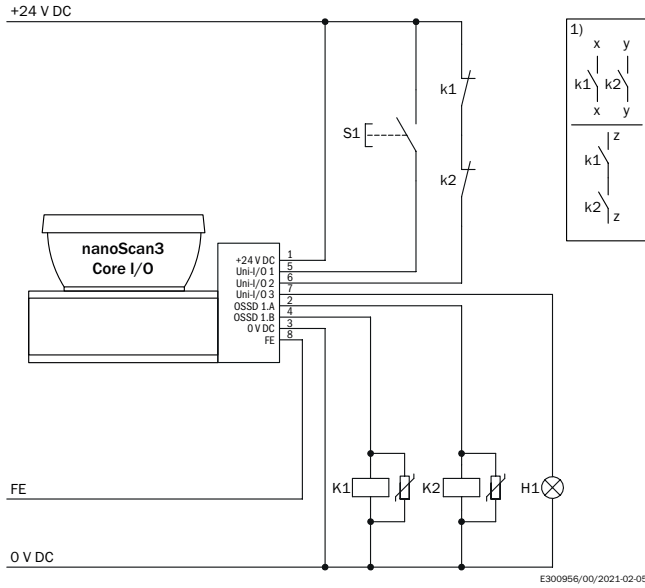 +24 V DC
1)
x y
k1 k2
x y
z
k1
k2
z
k1
S1
k2
nanoScan3
Core I/O
+24 V DC 1
Uni-I/O 1 5
Uni-I/O 2 6
Uni-I/O 3 7
OSSD 1.A 2
OSSD 1.B 4
0 V DC 3
FE 8
K1
K2
H1
FE
0 V DC
E300956/00/2021-02-05